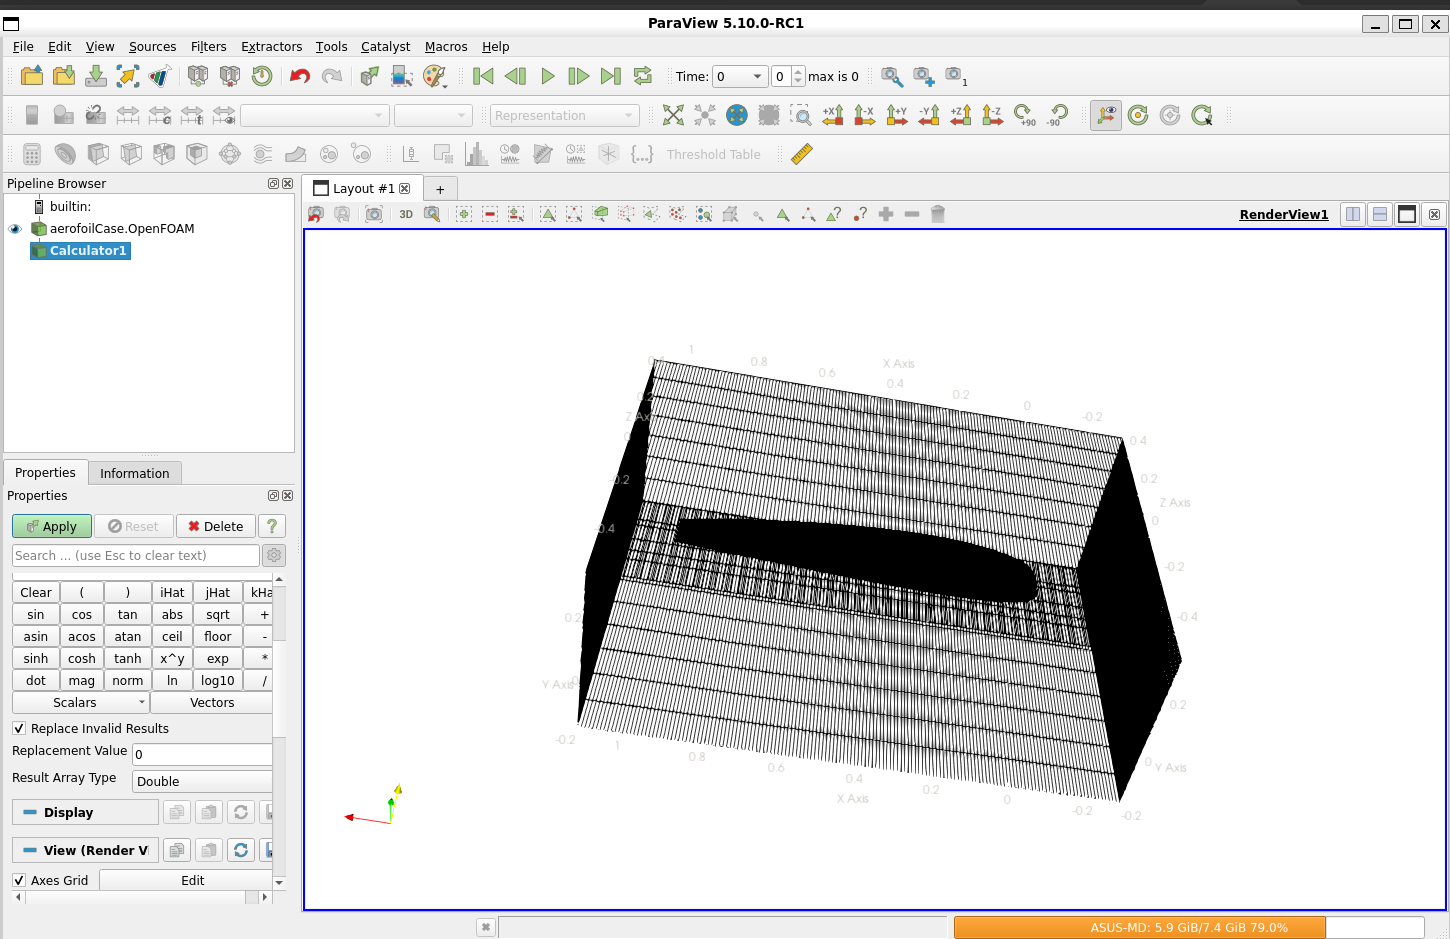 ParaView 5.10.0-RC1
File Edit View Sources Filters Extractors Tools Catalyst Macros Help
Time: 0 0 max is 0 1
Representation +X -X +Y -Y +Z -Z +90 -90
Threshold Table
Pipeline Browser
builtin:
aerofoilCase.OpenFOAM
Calculator1
Layout #1 +
3D RenderView1
Properties Information
Properties
Apply Reset Delete ?
Search ... (use Esc to clear text)
Clear ( ) iHat jHat kHa
sin cos tan abs sqrt +
asin acos atan ceil floor -
sinh cosh tanh x^y exp *
dot mag norm ln log10 /
Scalars Vectors
Replace Invalid Results
Replacement Value 0
Result Array Type Double
Display
View (Render Vi
Axes Grid Edit
1 0.8 0.6 X Axis 0.4 0.2 0 -0.2
0.4 0.2 Z Axis 0 -0.2 -0.4
0.2 Z Ax 0 -0.2 0.4
0.2 Y Axis -0.2
1 0.8 0.6 0.4 X Axis 0.2 0 -0.2
0.2 0 Y Axis -0.2
ASUS-MD: 5.9 GiB/7.4 GiB 79.0%